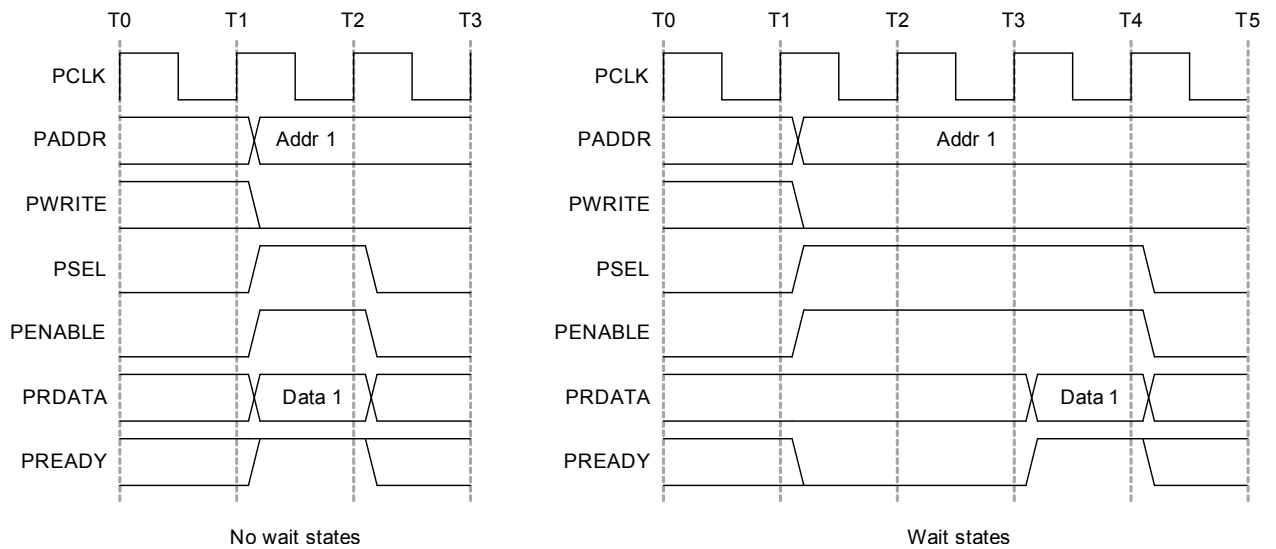 T0 T1 T2 T3
PCLK
PADDR Addr 1
PWRITE
PSEL
PENABLE
PRDATA Data 1
PREADY
No wait states
T0 T1 T2 T3 T4 T5
PCLK
PADDR Addr 1
PWRITE
PSEL
PENABLE
PRDATA Data 1
PREADY
Wait states